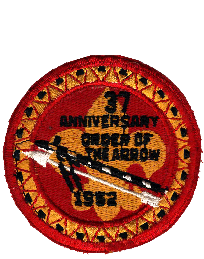 37
ANNIVERSARY
ORDER OF
THE ARROW
1952